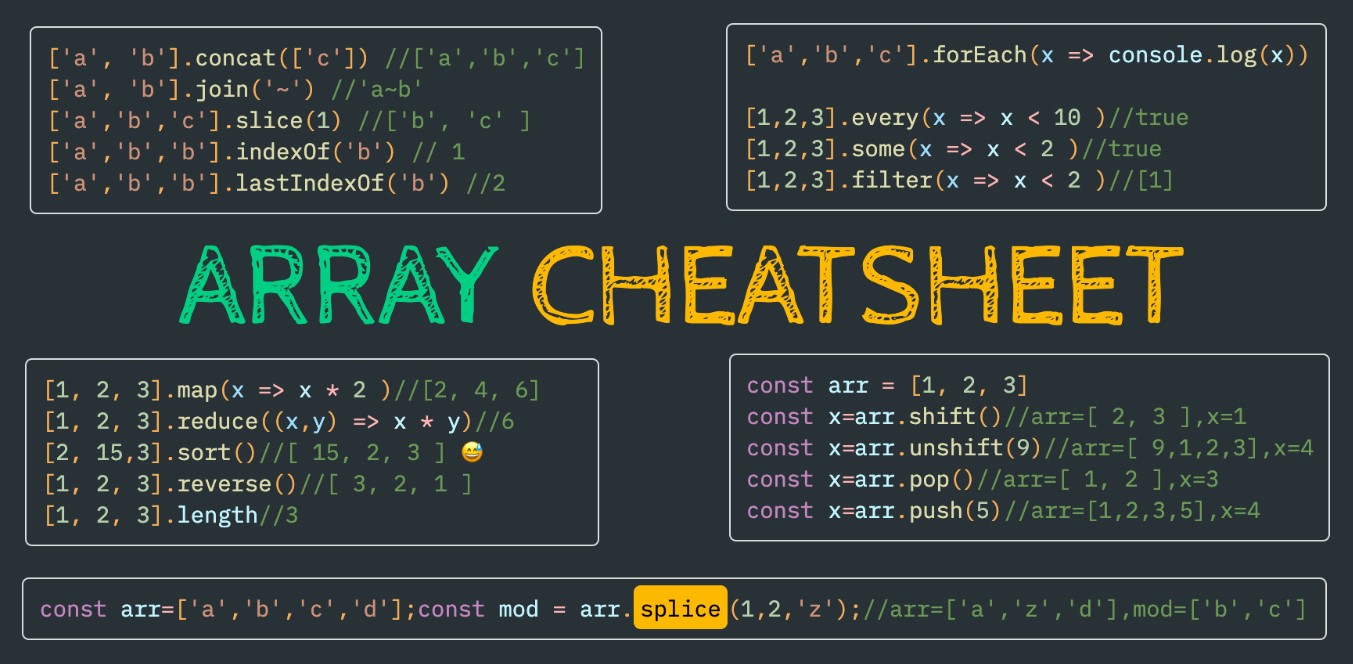 ['a', 'b'].concat(['c']) //['a','b','c']
['a', 'b'].join('~') //'a~b'
['a','b','c'].slice(1) //['b', 'c' ]
['a','b','b'].indexOf('b') // 1
['a','b','b'].lastIndexOf('b') //2
['a','b','c'].forEach(x => console.log(x))
[1,2,3].every(x => x < 10 )//true
[1,2,3].some(x => x < 2 )//true
[1,2,3].filter(x => x < 2 )//[1]
ARRAY CHEATSHEET
[1, 2, 3].map(x => x * 2 )//[2, 4, 6]
[1, 2, 3].reduce((x,y) => x * y)//6
[2, 15,3].sort()//[ 15, 2, 3 ] 😅
[1, 2, 3].reverse()//[ 3, 2, 1 ]
[1, 2, 3].length//3
const arr = [1, 2, 3]
const x=arr.shift()//arr=[ 2, 3 ],x=1
const x=arr.unshift(9)//arr=[ 9,1,2,3],x=4
const x=arr.pop()//arr=[ 1, 2 ],x=3
const x=arr.push(5)//arr=[1,2,3,5],x=4
const arr=['a','b','c','d'];const mod = arr.splice(1,2,'z');//arr=['a','z','d'],mod=['b','c']